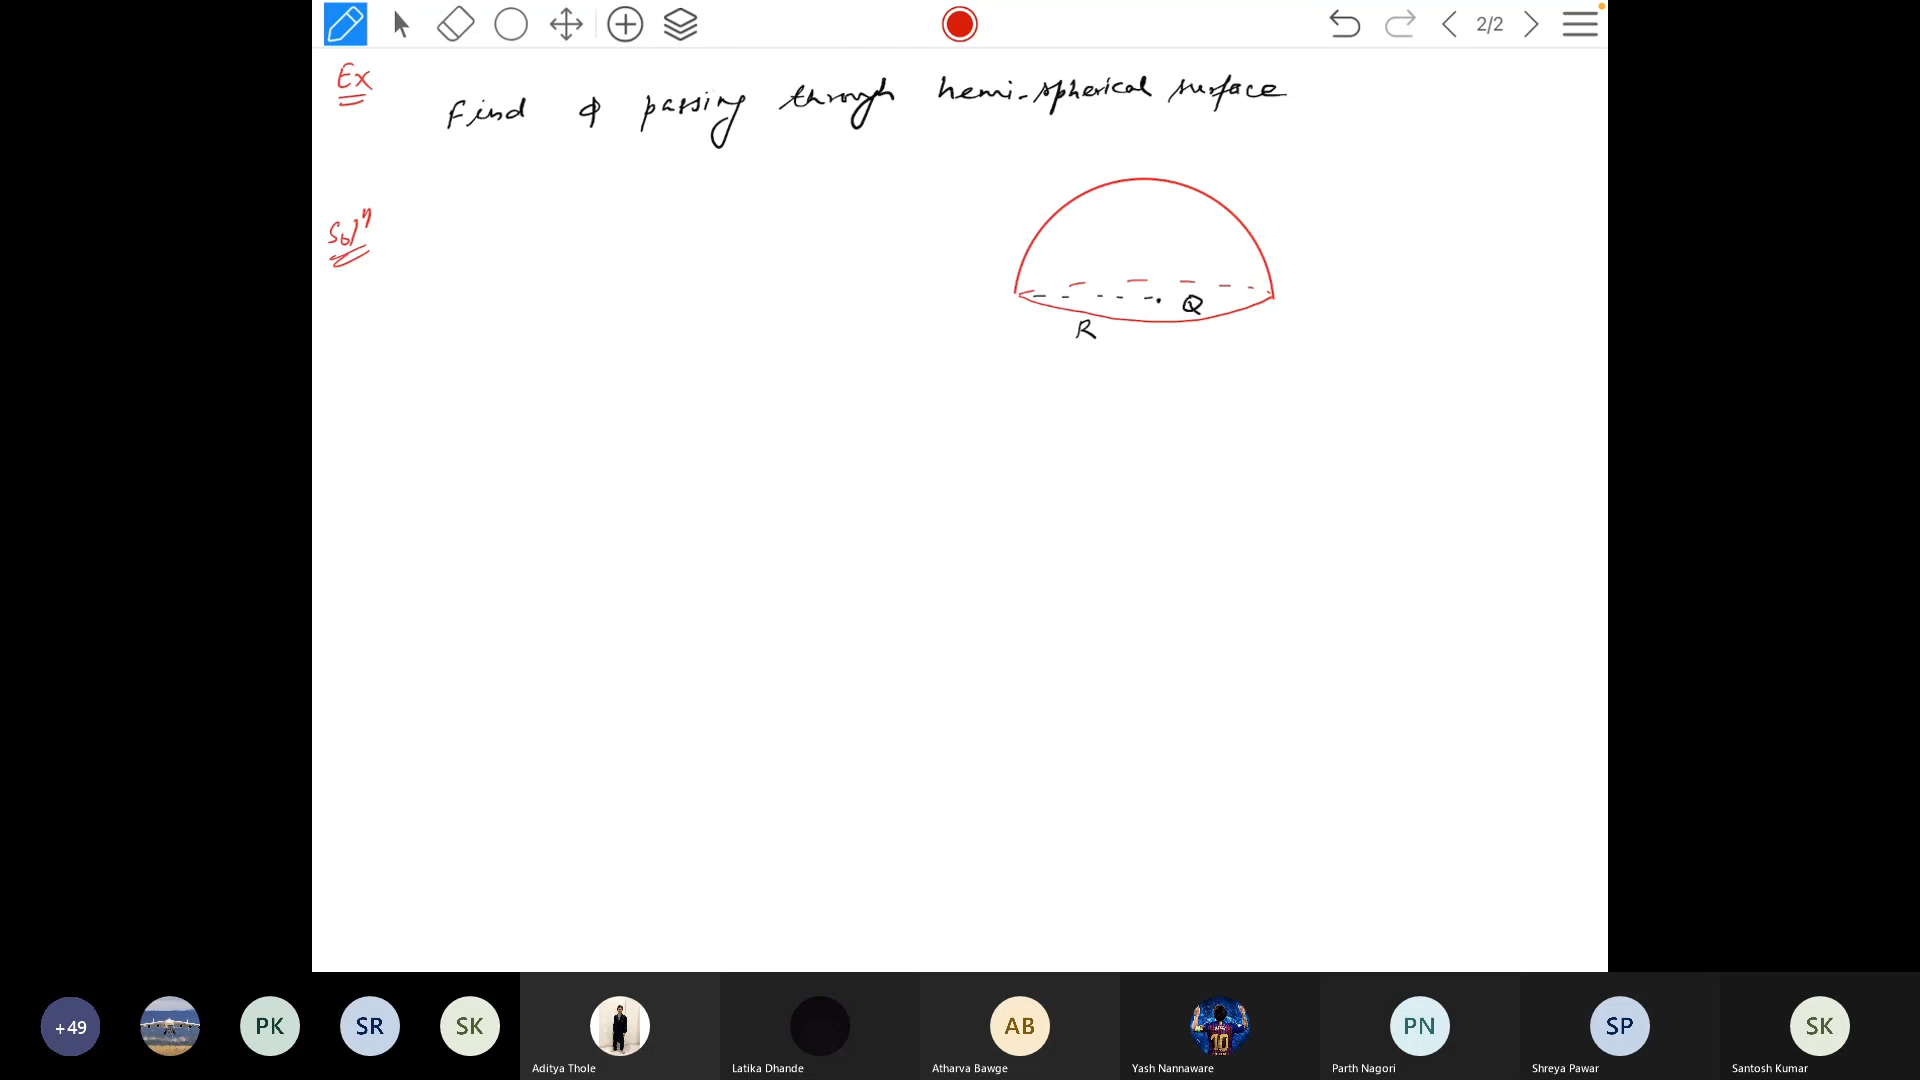 2/2
Ex
Find ϕ passing through hemi-spherical surface
Solⁿ
Q
R
+49
PK
SR
SK
AB
10
PN
SP
SK
Aditya Thole
Latika Dhande
Atharva Bawge
Yash Nannaware
Parth Nagori
Shreya Pawar
Santosh Kumar